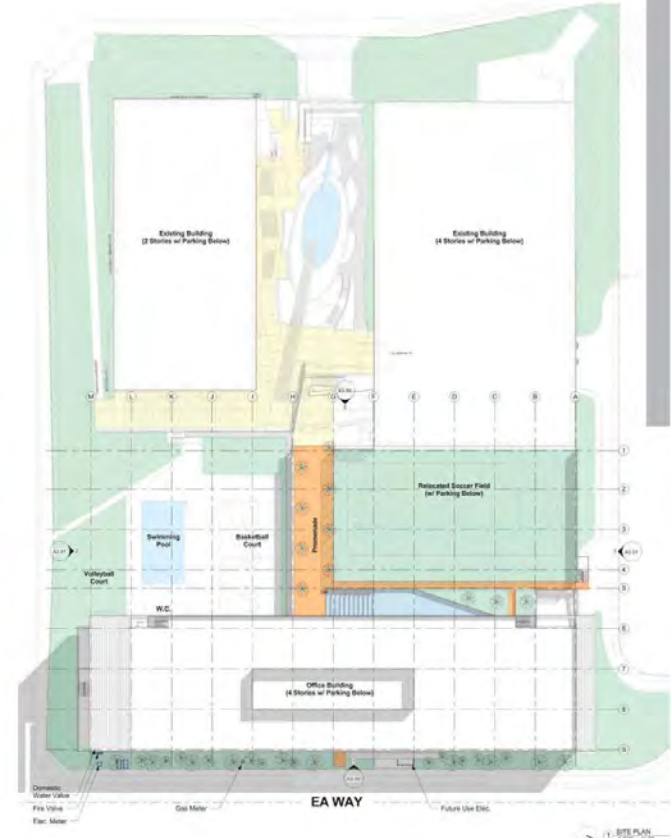 Existing Building
(2 Stories w/ Parking Below)
Existing Building
(4 Stories w/ Parking Below)
M L K J I H G F E D C B A
1
2
Relocated Soccer Field
(w/ Parking Below)
Promenade
3
Swimming
Pool
Basketball
Court
Volleyball
Court
4
5
W.C.
6
7
Office Building
(4 Stories w/ Parking Below)
8
9
Domestic
Water Valve
Fire Valve
Elec. Meter
Gas Meter
EA WAY
Future Use Elec.
1 SITE PLAN